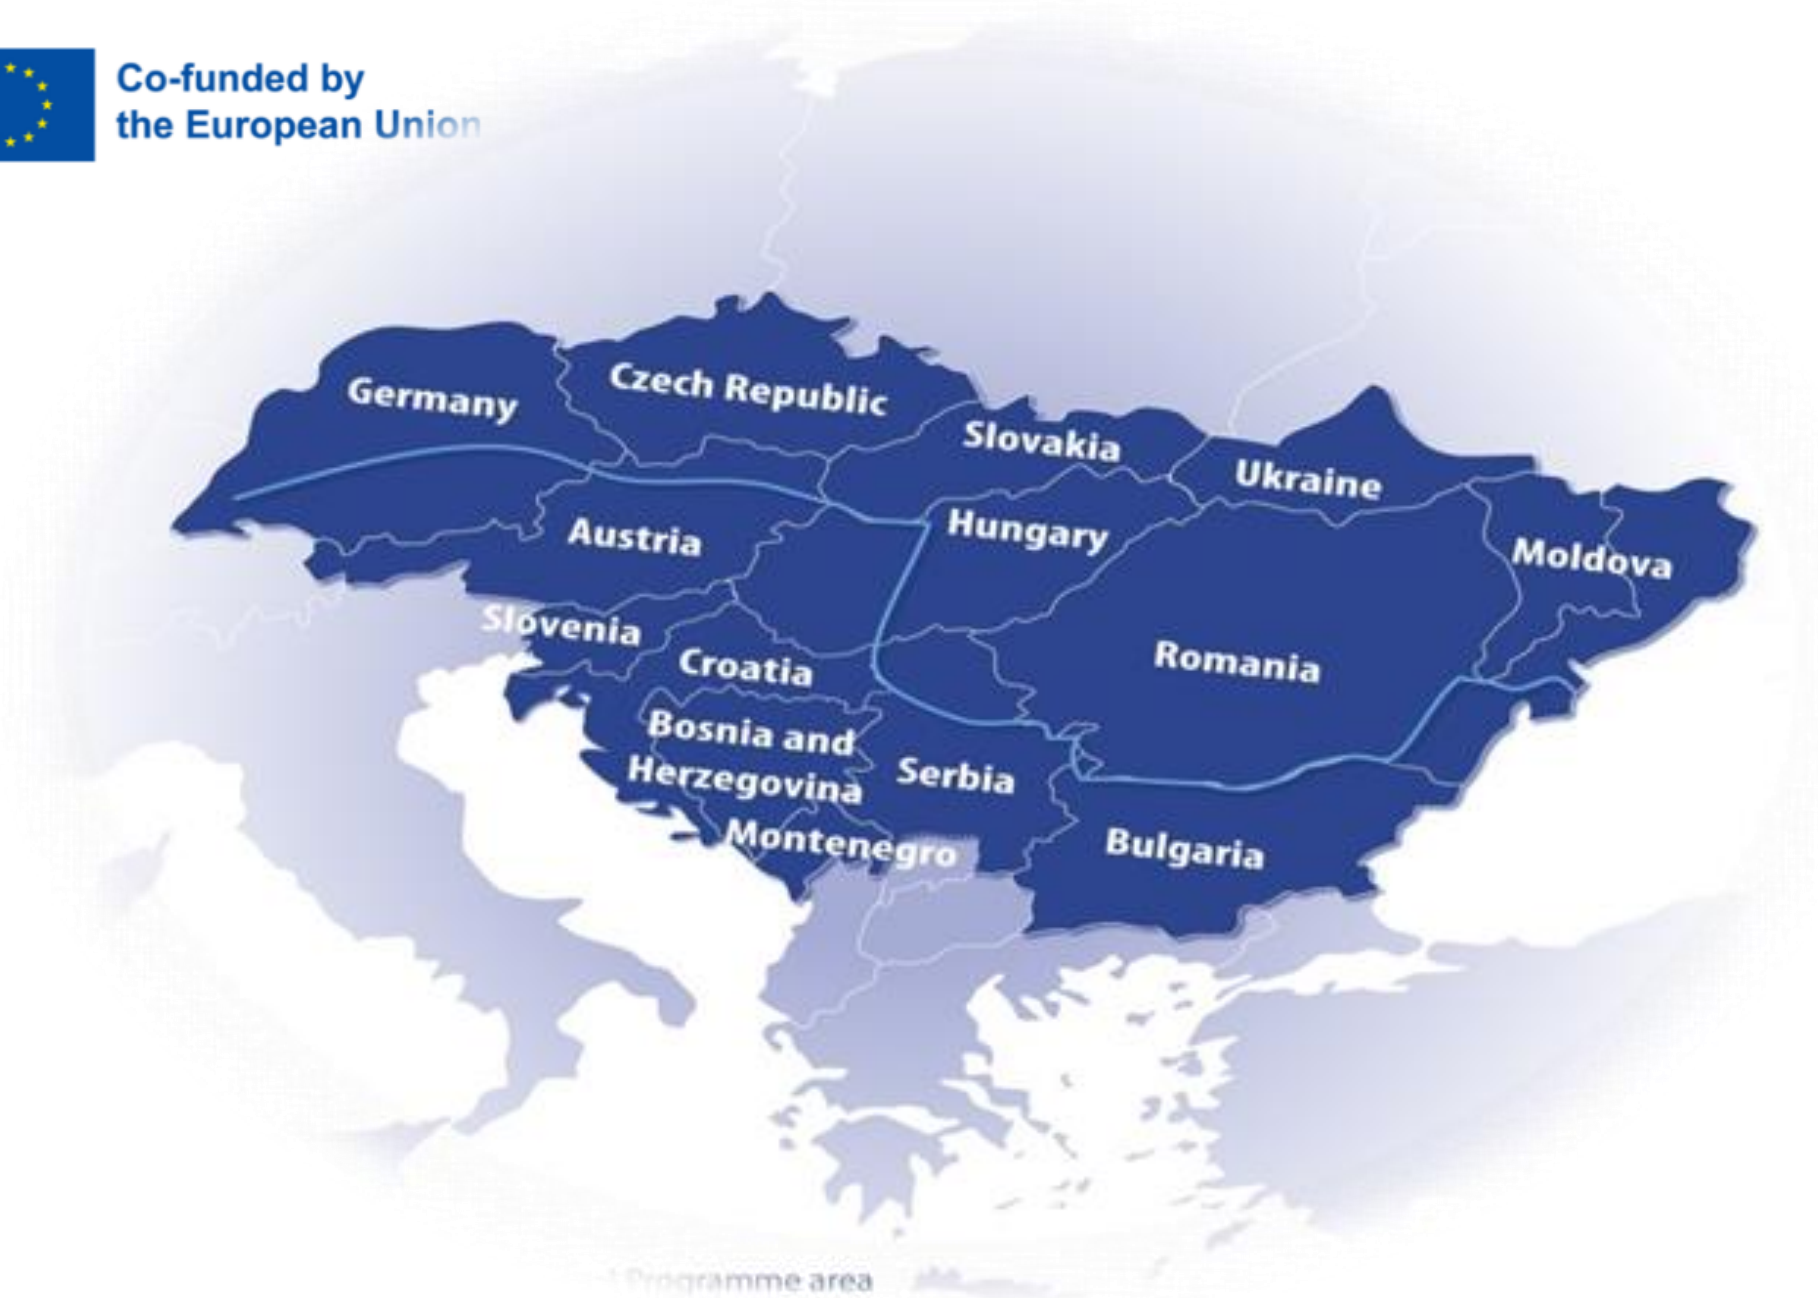 Co-funded by
the European Union
Germany
Czech Republic
Slovakia
Ukraine
Austria
Hungary
Moldova
Slovenia
Croatia
Romania
Bosnia and
Herzegovina
Serbia
Montenegro
Bulgaria
Programme area